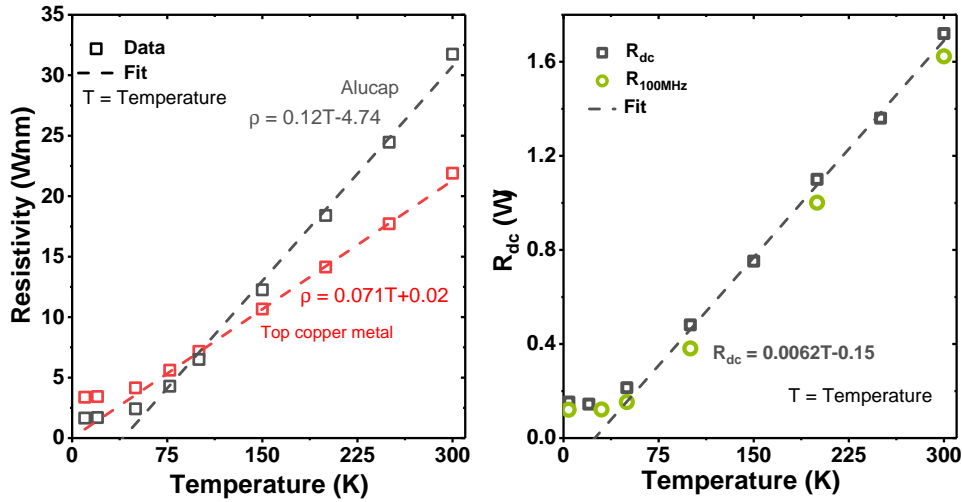 35
30
25
20
15
10
5
0
Resistivity (W.nm)
Data
Fit
T = Temperature
Alucap
ρ = 0.12T-4.74
ρ = 0.071T+0.02
Top copper metal
0 75 150 225 300
Temperature (K)
1.6
1.2
0.8
0.4
0.0
R_dc (W)
R_dc
R_100MHz
Fit
R_dc = 0.0062T-0.15
T = Temperature
0 75 150 225 300
Temperature (K)